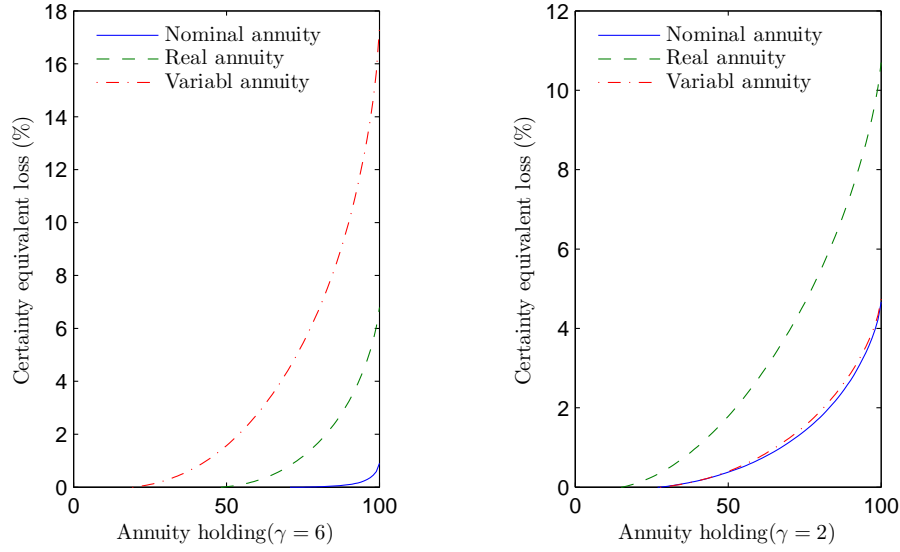 18
16
14
12
10
8
6
4
2
0
Certainty equivalent loss (%)
Nominal annuity
Real annuity
Variabl annuity
0
50
100
Annuity holding(γ = 6)
12
10
8
6
4
2
0
Certainty equivalent loss (%)
Nominal annuity
Real annuity
Variabl annuity
0
50
100
Annuity holding(γ = 2)